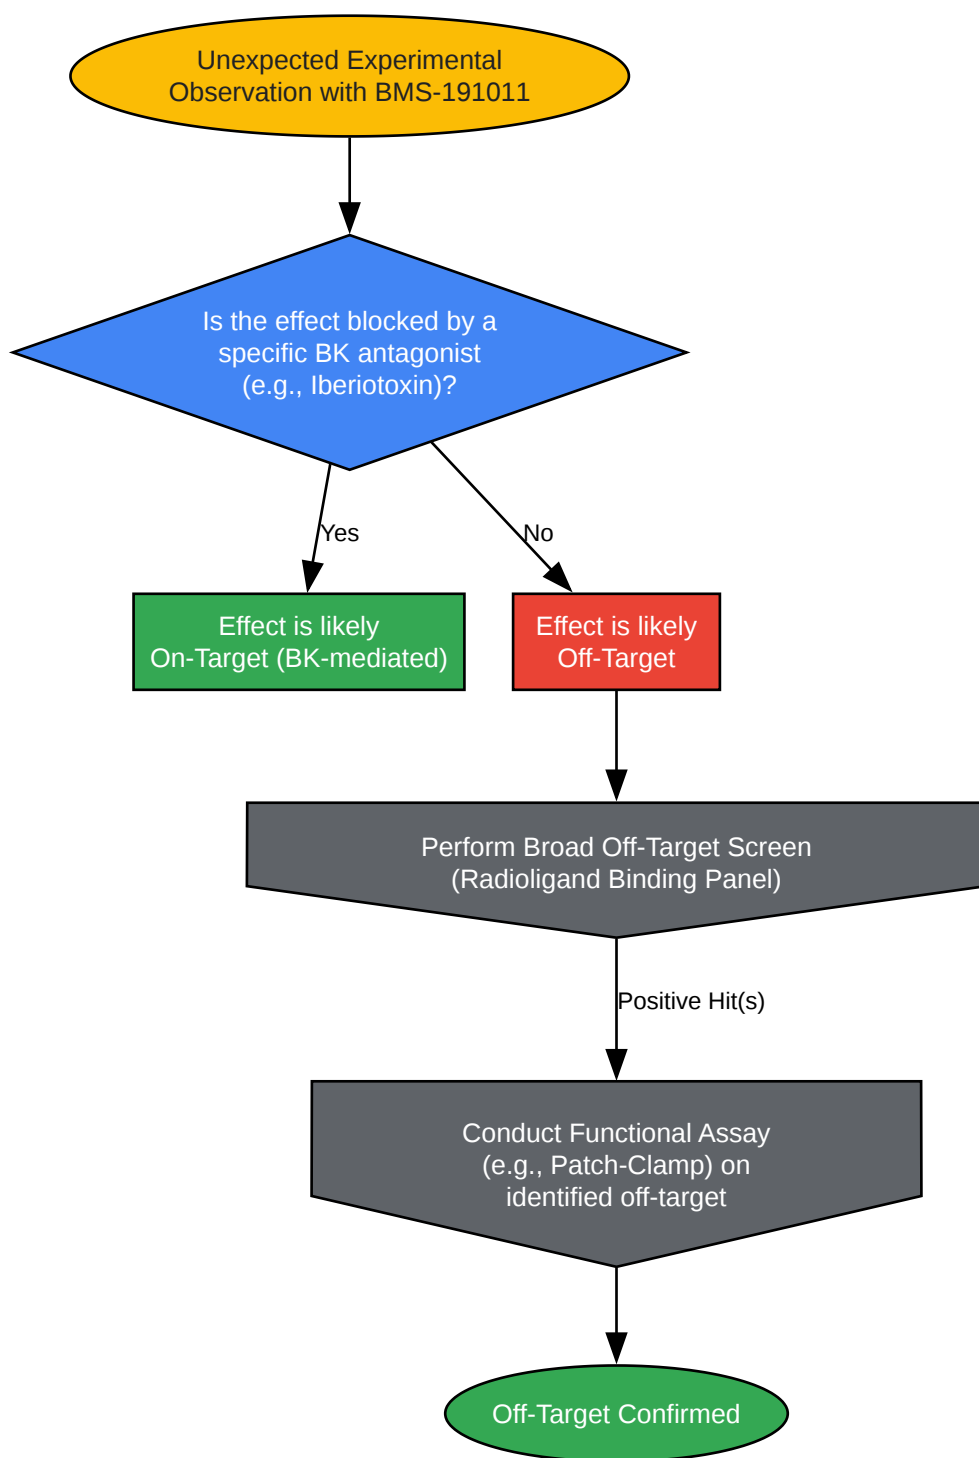 Unexpected Experimental
Observation with BMS-191011
Is the effect blocked by a
specific BK antagonist
(e.g., Iberiotoxin)?
Yes
No
Effect is likely
On-Target (BK-mediated)
Effect is likely
Off-Target
Perform Broad Off-Target Screen
(Radioligand Binding Panel)
Positive Hit(s)
Conduct Functional Assay
(e.g., Patch-Clamp) on
identified off-target
Off-Target Confirmed